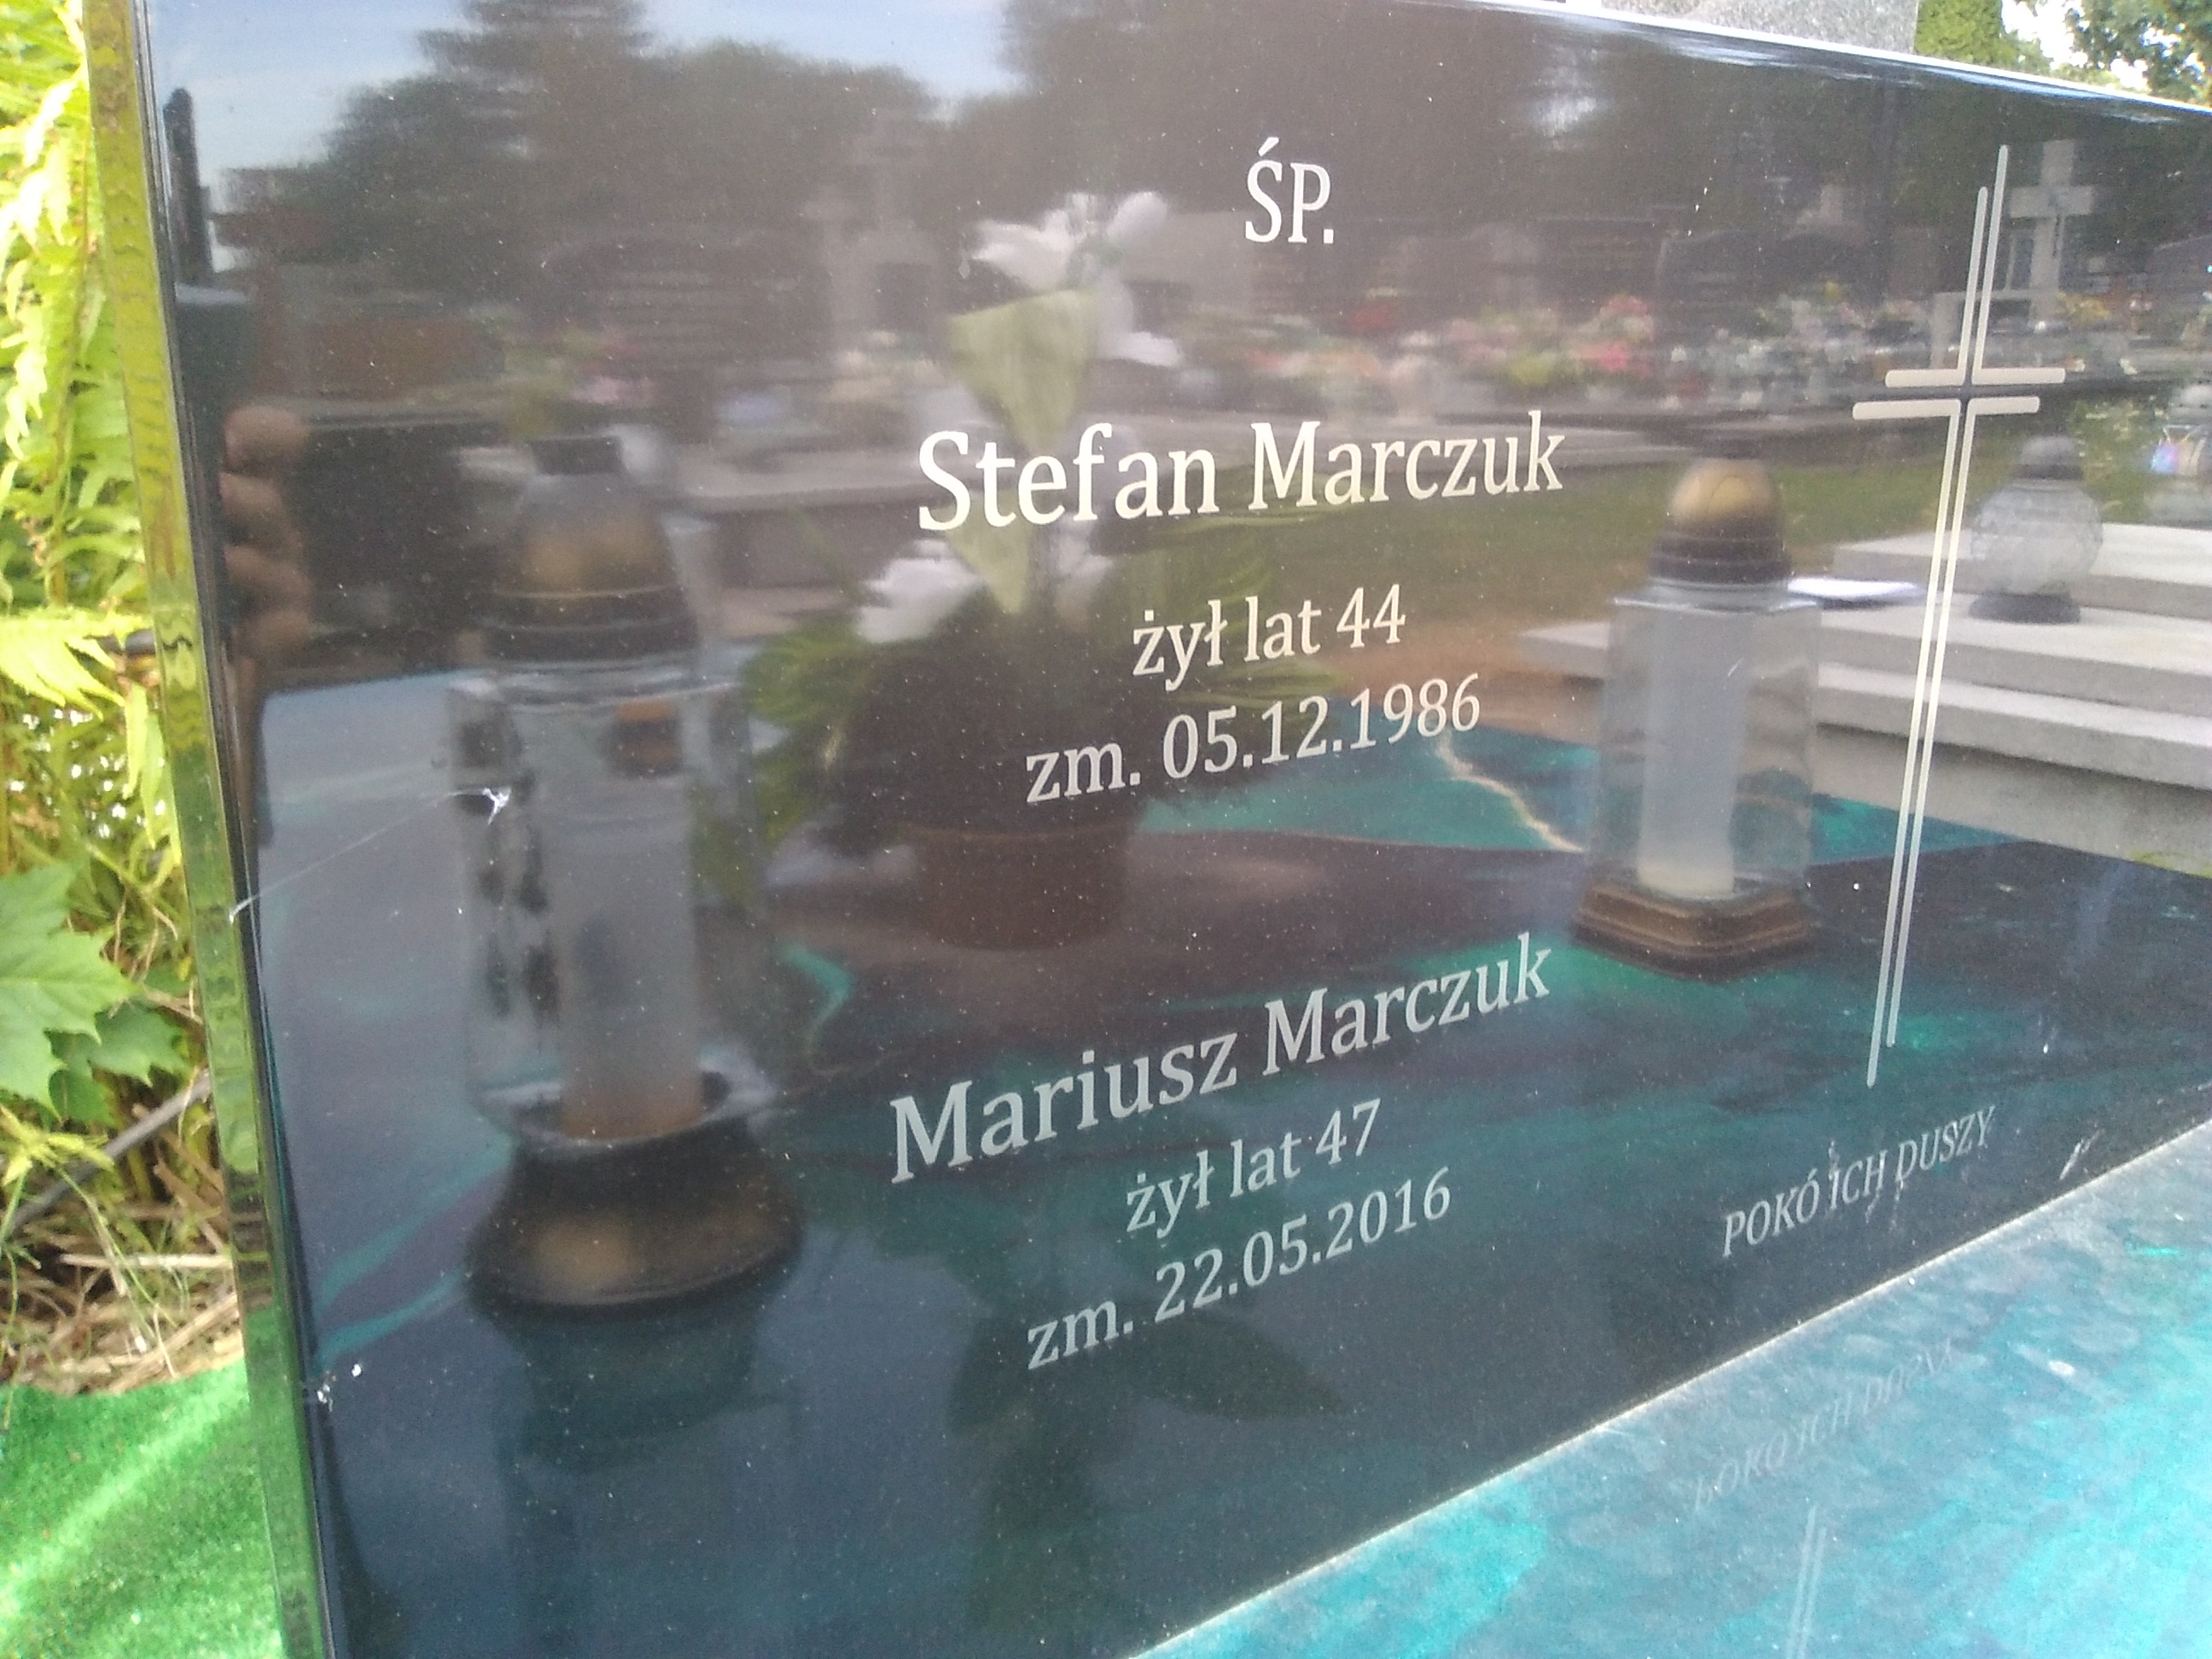 ŚP.
Stefan Marczuk
żył lat 44
zm. 05.12.1986
Mariusz Marczuk
żył lat 47
zm. 22.05.2016
POKÓ ICH DUSZY